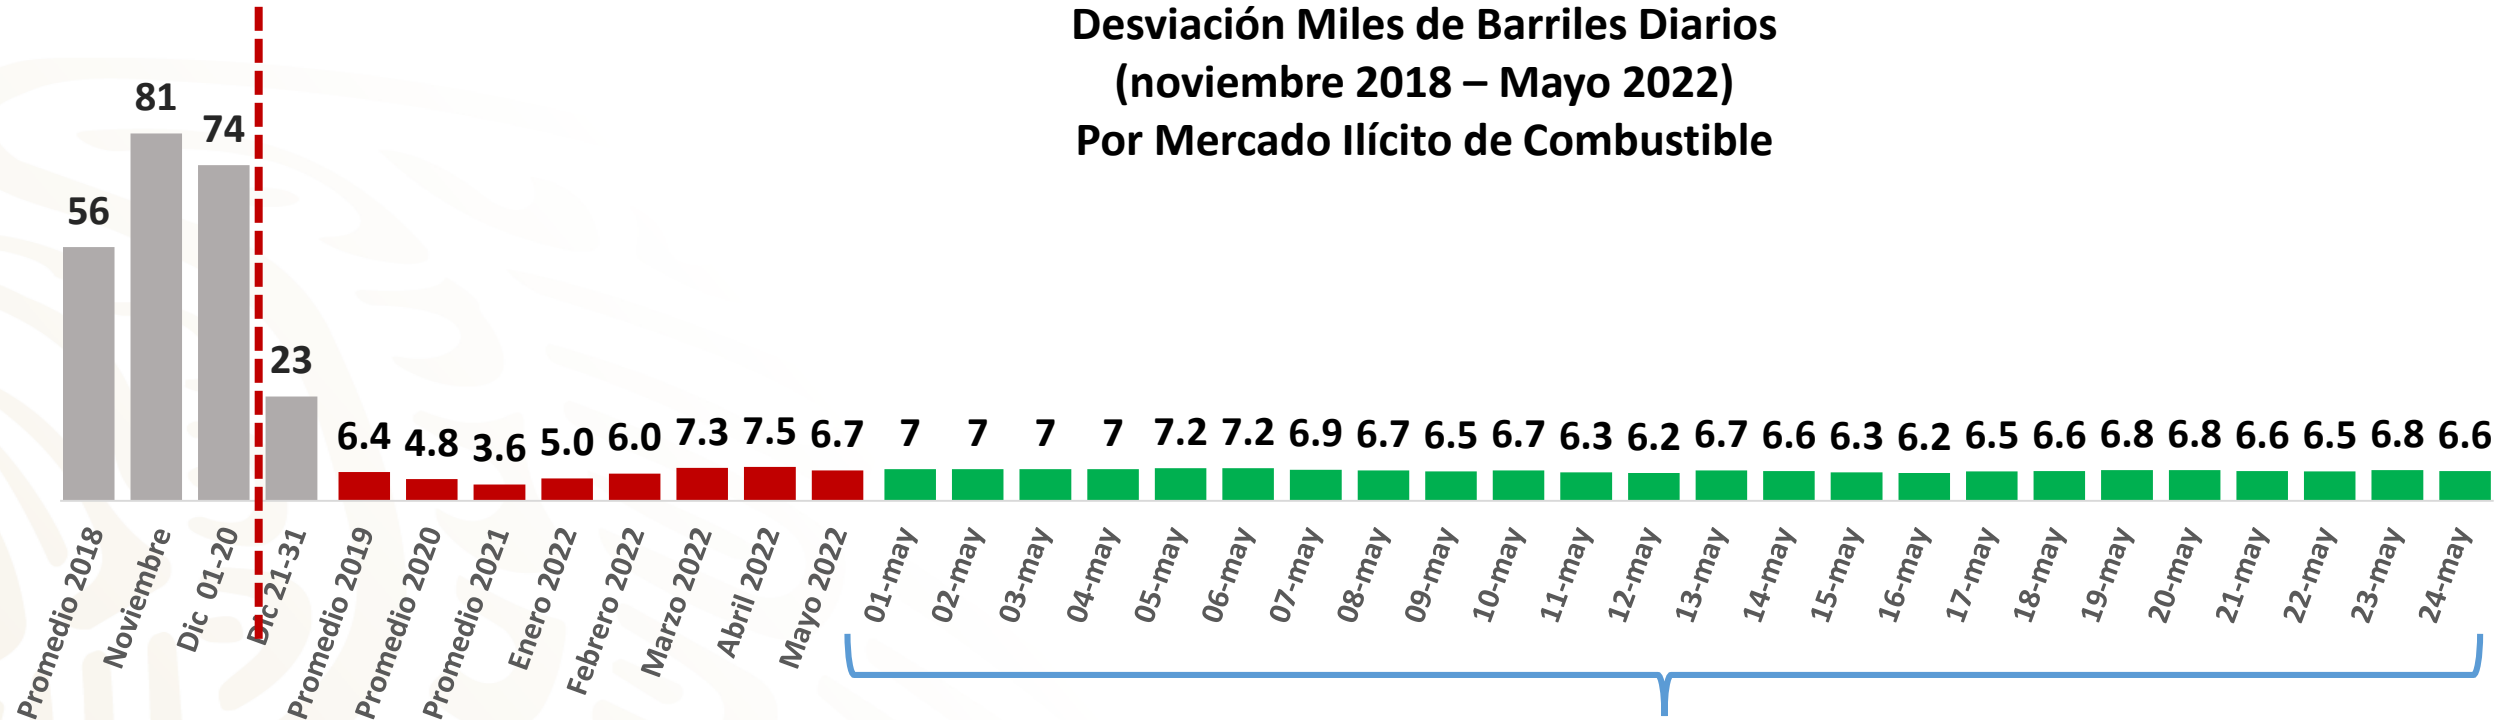 Desviación Miles de Barriles Diarios
(noviembre 2018 – Mayo 2022)
Por Mercado Ilícito de Combustible
56
81
74
23
6.4
4.8
3.6
5.0
6.0
7.3
7.5
6.7
7
7
7
7
7.2
7.2
6.9
6.7
6.5
6.7
6.3
6.2
6.7
6.6
6.3
6.2
6.5
6.6
6.8
6.8
6.6
6.5
6.8
6.6
Promedio 2018
Noviembre
Dic 01-20
Dic 21-31
Promedio 2019
Promedio 2020
Promedio 2021
Enero 2022
Febrero 2022
Marzo 2022
Abril 2022
Mayo 2022
01-may
02-may
03-may
04-may
05-may
06-may
07-may
08-may
09-may
10-may
11-may
12-may
13-may
14-may
15-may
16-may
17-may
18-may
19-may
20-may
21-may
22-may
23-may
24-may